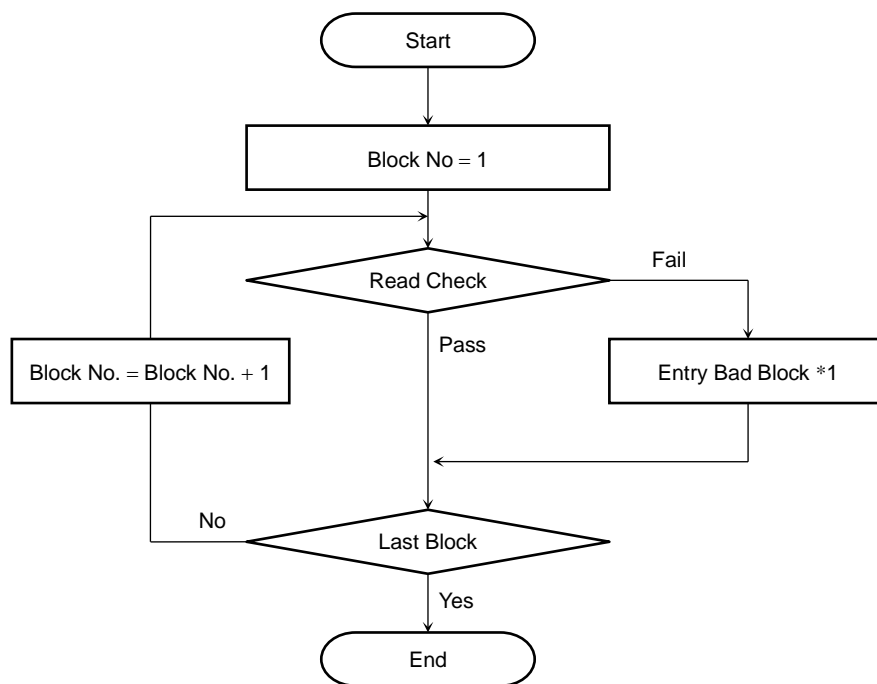 Start
Block No = 1
Read Check
Fail
Pass
Block No. = Block No. + 1
Entry Bad Block *1
No
Last Block
Yes
End